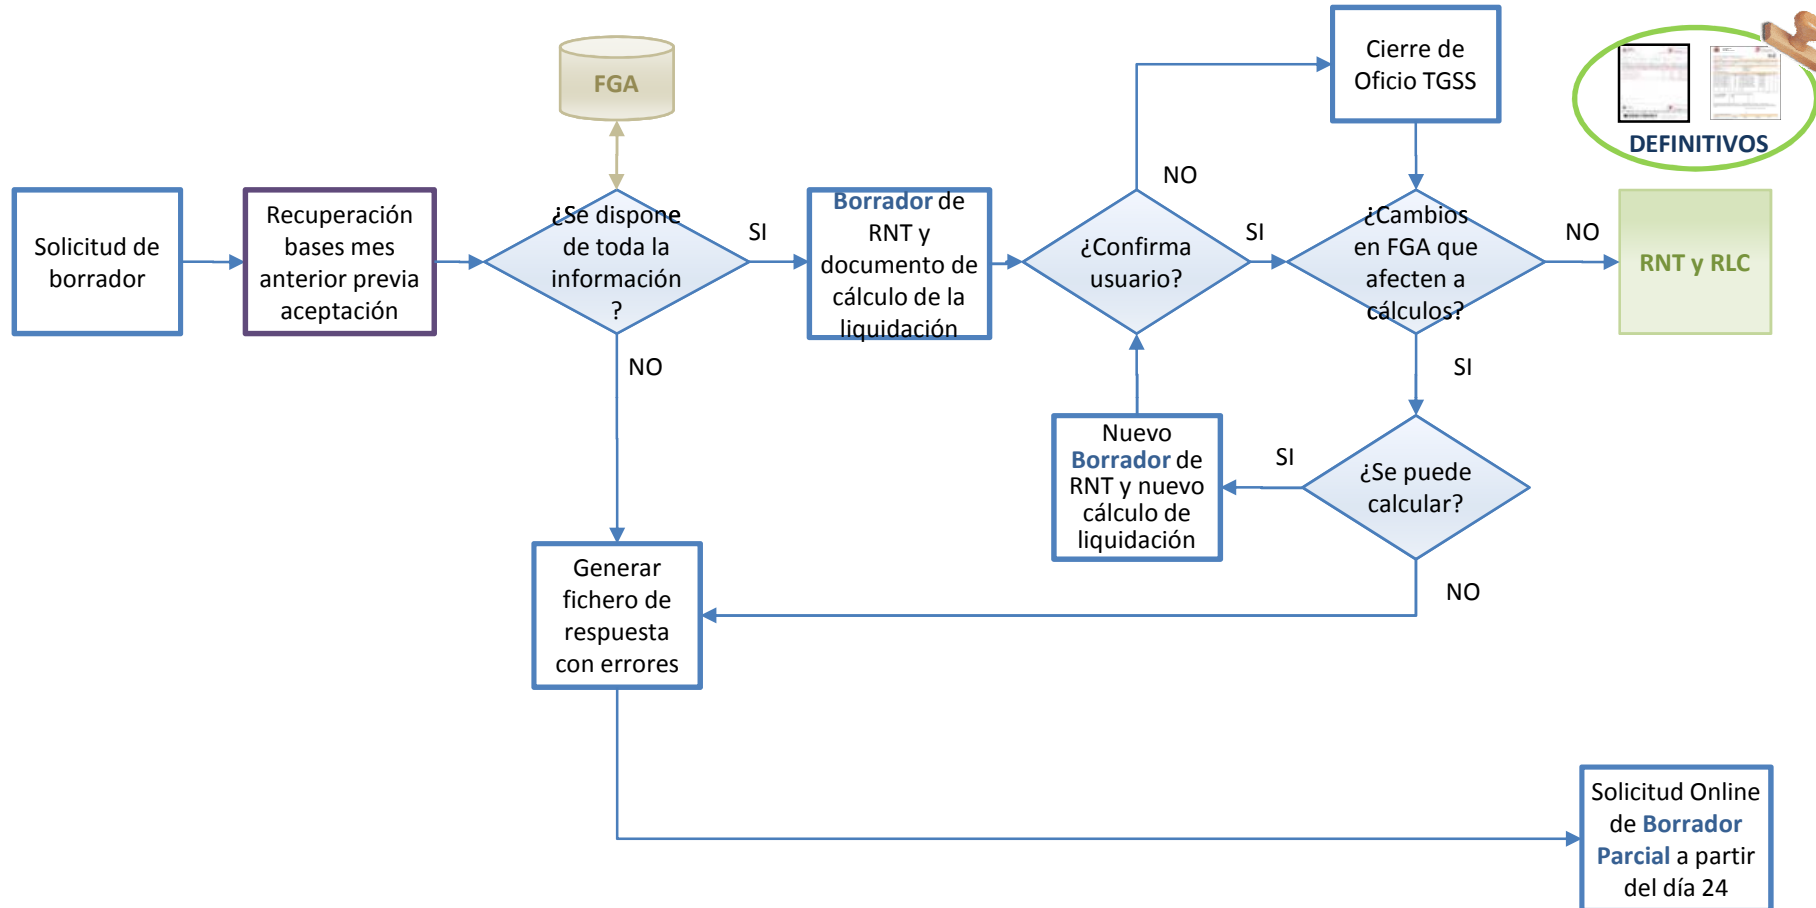 FGA
Cierre de
Oficio TGSS
DEFINITIVOS
Solicitud de
borrador
Recuperación
bases mes
anterior previa
aceptación
¿Se dispone
de toda la
información
?
SI
NO
Borrador de
RNT y
documento de
cálculo de la
liquidación
NO
¿Confirma
usuario?
SI
¿Cambios
en FGA que
afecten a
cálculos?
NO
RNT y RLC
SI
Nuevo
Borrador de
RNT y nuevo
cálculo de
liquidación
SI
¿Se puede
calcular?
NO
Generar
fichero de
respuesta
con errores
Solicitud Online
de Borrador
Parcial a partir
del día 24